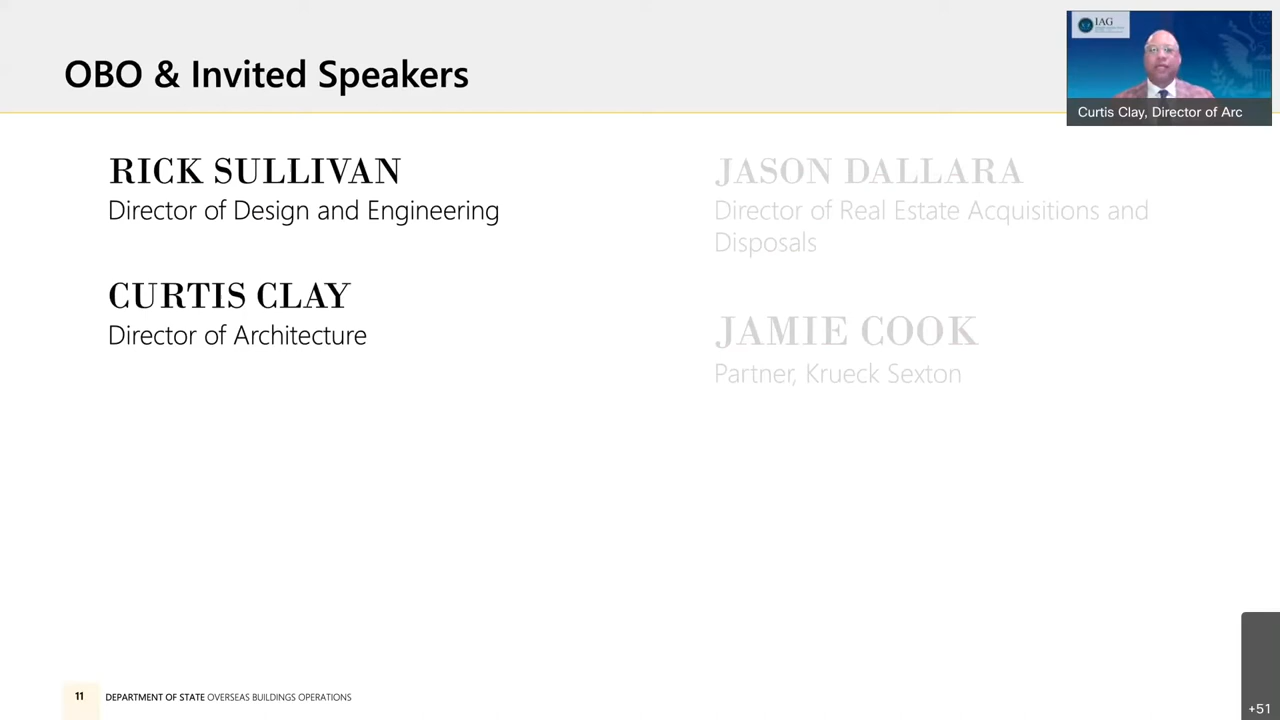 OBO & Invited Speakers
IAG
Curtis Clay, Director of Arc
RICK SULLIVAN
Director of Design and Engineering
CURTIS CLAY
Director of Architecture
JASON DALLARA
Director of Real Estate Acquisitions and
Disposals
JAMIE COOK
Partner, Krueck Sexton
11
DEPARTMENT OF STATE OVERSEAS BUILDINGS OPERATIONS
+51